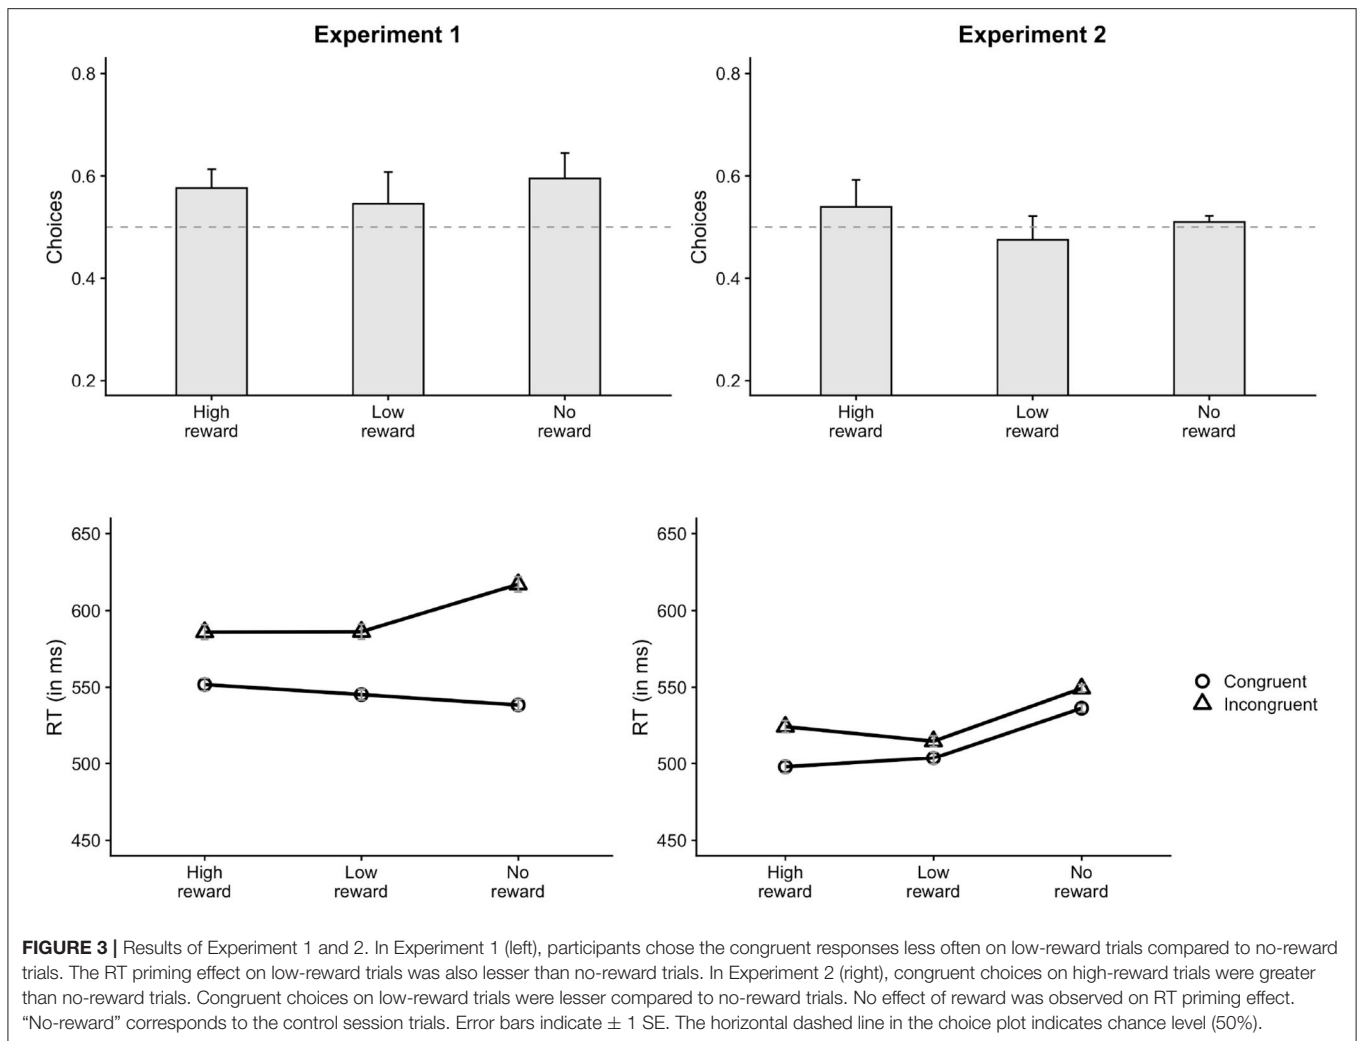 Experiment 1
0.8
0.6
0.4
0.2
Choices
High
reward
Low
reward
No
reward
Experiment 2
0.8
0.6
0.4
0.2
Choices
High
reward
Low
reward
No
reward
650
600
550
500
450
RT (in ms)
High
reward
Low
reward
No
reward
650
600
550
500
450
RT (in ms)
High
reward
Low
reward
No
reward
Congruent
Incongruent
FIGURE 3 | Results of Experiment 1 and 2. In Experiment 1 (left), participants chose the congruent responses less often on low-reward trials compared to no-reward
trials. The RT priming effect on low-reward trials was also lesser than no-reward trials. In Experiment 2 (right), congruent choices on high-reward trials were greater
than no-reward trials. Congruent choices on low-reward trials were lesser compared to no-reward trials. No effect of reward was observed on RT priming effect.
“No-reward” corresponds to the control session trials. Error bars indicate ± 1 SE. The horizontal dashed line in the choice plot indicates chance level (50%).